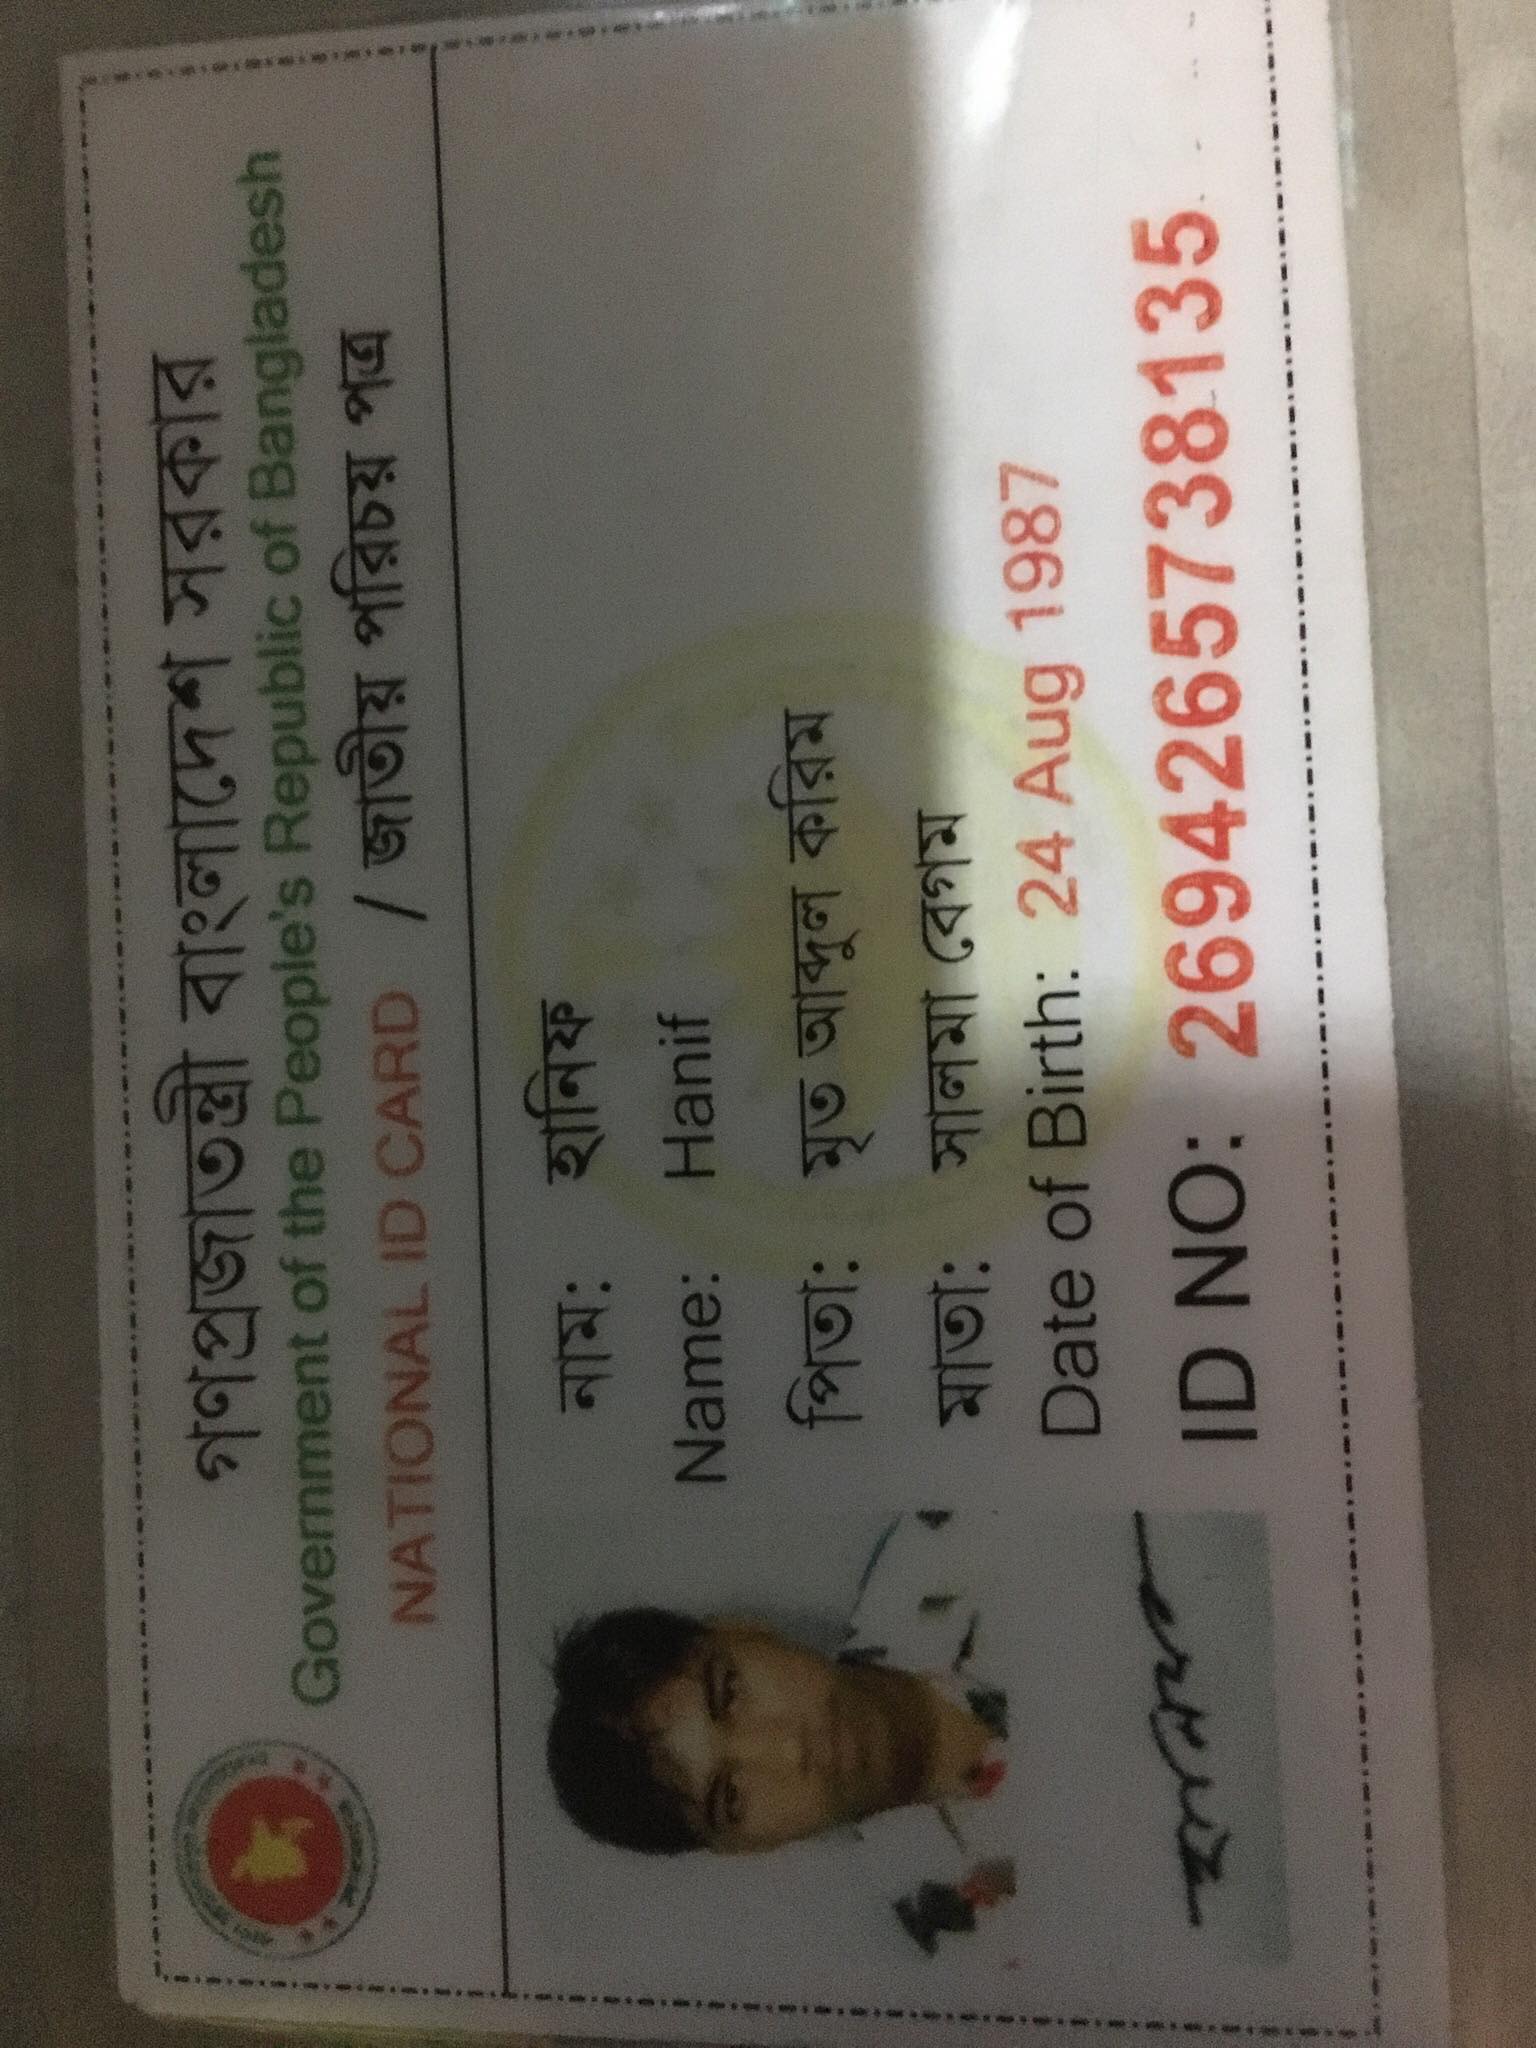 গণপ্রজাতন্ত্রী বাংলাদেশ সরকার
Government of the People's Republic of Bangladesh
NATIONAL ID CARD / জাতীয় পরিচয় পত্র
নাম: হানিফ
Name: Hanif
পিতা: মৃত আব্দুল করিম
মাতা: সালমা বেগম
Date of Birth: 24 Aug 1987
ID NO: 2694265738135